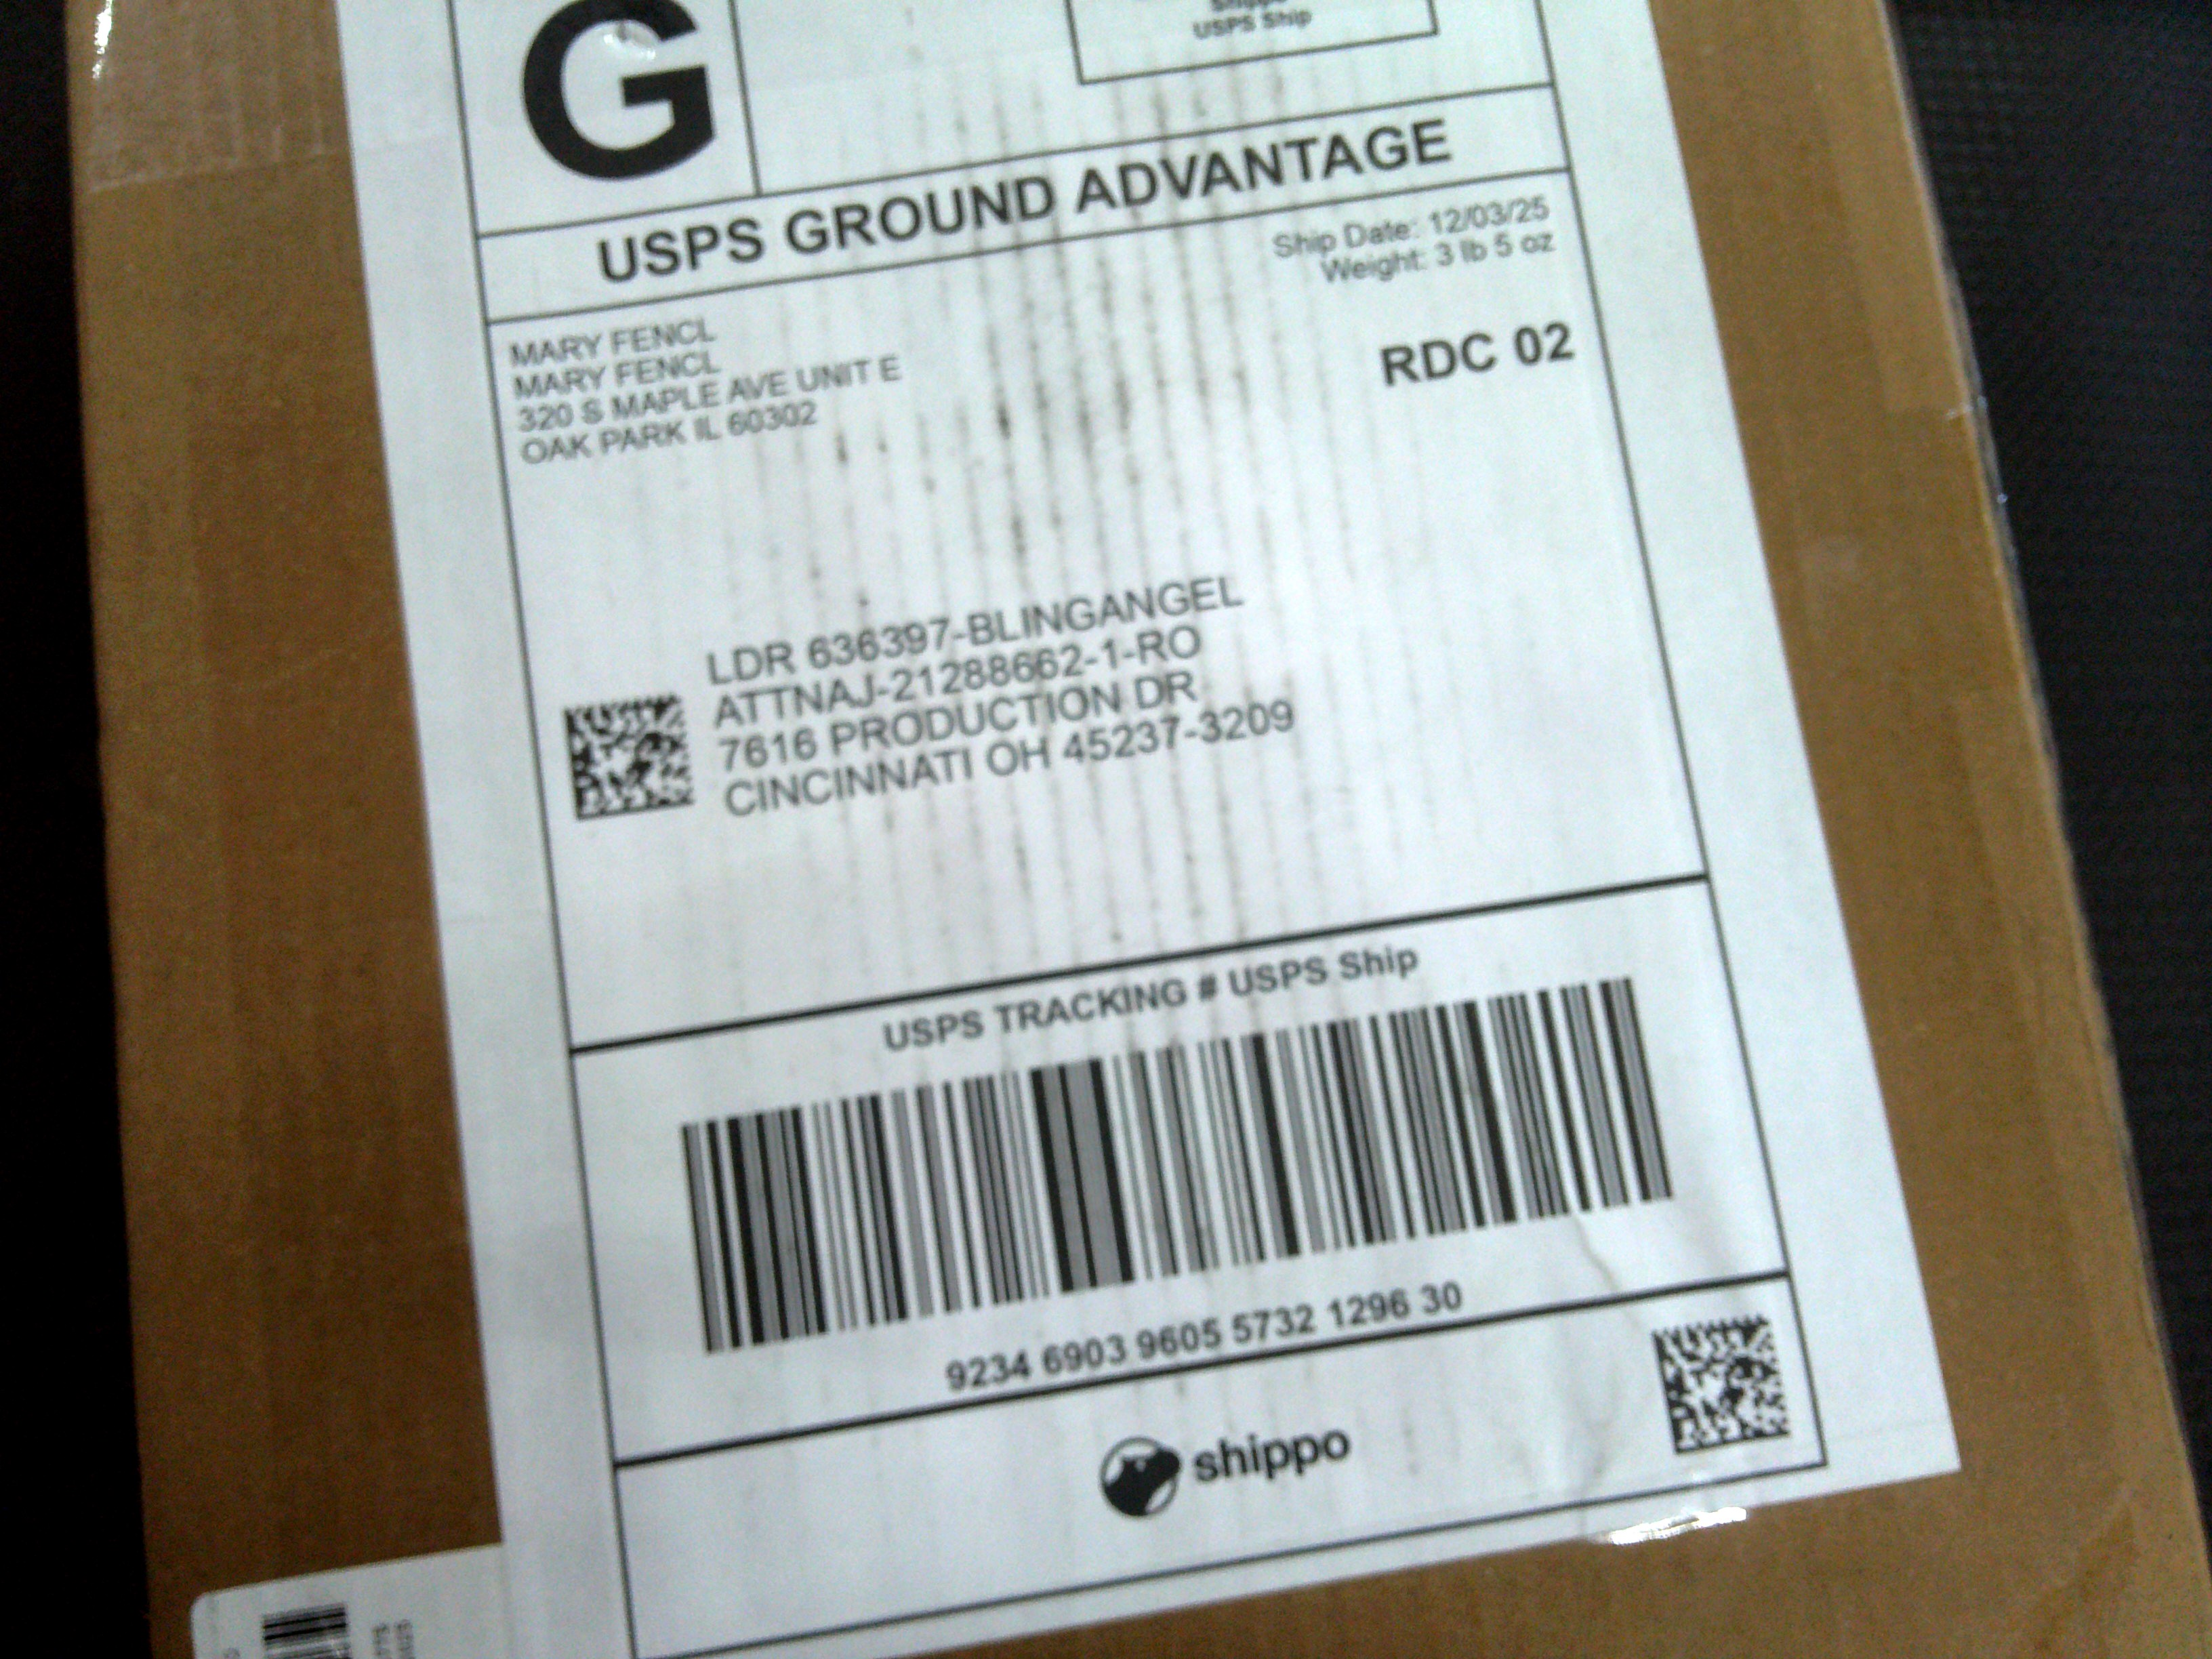 G
USPS Ship
USPS GROUND ADVANTAGE
Ship Date: 12/03/25
Weight: 3 lb 5 oz
MARY FENCL
MARY FENCL
320 S MAPLE AVE UNIT E
OAK PARK IL 60302
RDC 02
LDR 636397-BLINGANGEL
ATTNAJ-21288662-1-RO
7616 PRODUCTION DR
CINCINNATI OH 45237-3209
USPS TRACKING # USPS Ship
9234 6903 9605 5732 1296 30
shippo